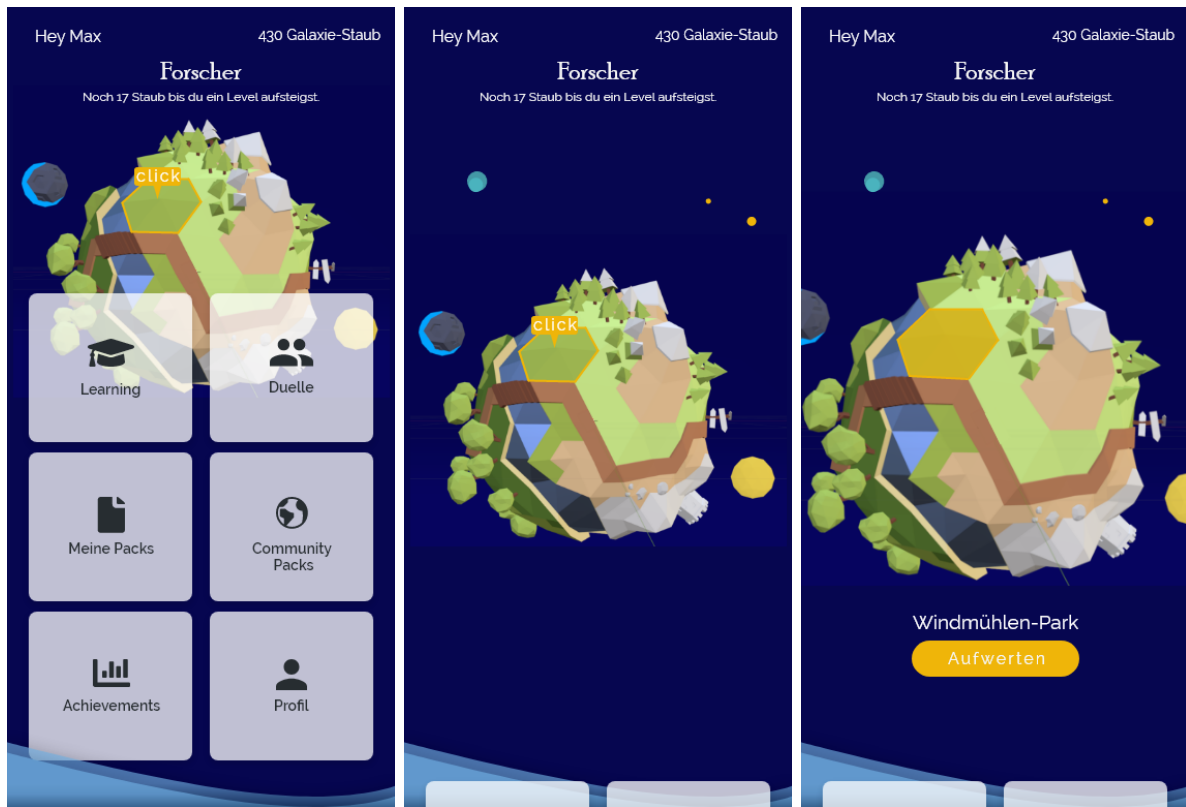 Hey Max
430 Galaxie-Staub
Forscher
Noch 17 Staub bis du ein Level aufsteigst.
click
Learning
Duelle
Meine Packs
Community
Packs
Achievements
Profil
Hey Max
430 Galaxie-Staub
Forscher
Noch 17 Staub bis du ein Level aufsteigst.
click
Hey Max
430 Galaxie-Staub
Forscher
Noch 17 Staub bis du ein Level aufsteigst.
Windmühlen-Park
Aufwerten